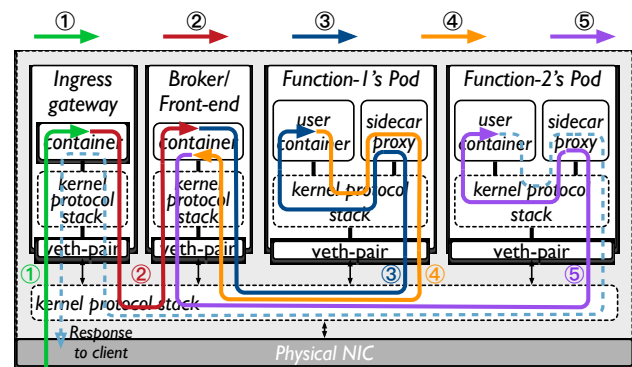 ① ② ③ ④ ⑤
Ingress
gateway
container
kernel
protocol
stack
veth-pair
Broker/
Front-end
container
kernel
protocol
stack
veth-pair
Function-1's Pod
user
container
sidecar
proxy
kernel protocol
stack
veth-pair
Function-2's Pod
user
container
sidecar
proxy
kernel protocol
stack
veth-pair
① ② ③ ④ ⑤
kernel protocol stack
Response
to client
Physical NIC